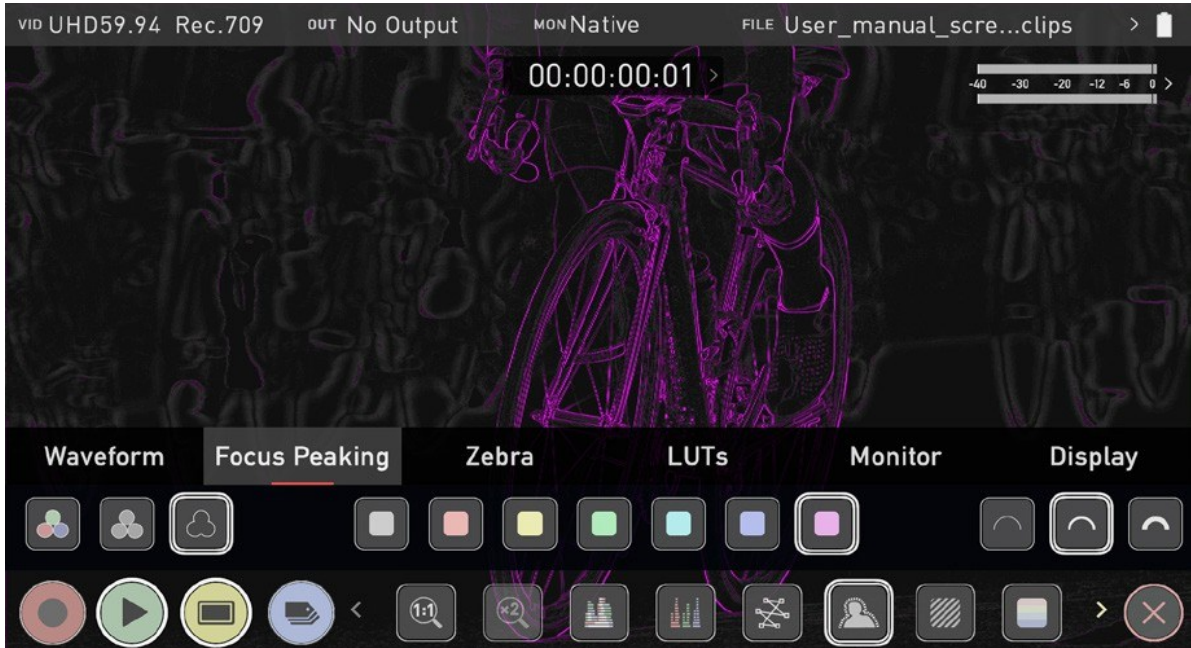 VID UHD59.94 Rec.709 OUT No Output MON Native FILE User_manual_scre...clips >
00:00:00:01 >
-40 -30 -20 -12 -6 0 >
Waveform Focus Peaking Zebra LUTs Monitor Display
< 1:1 ×2 >